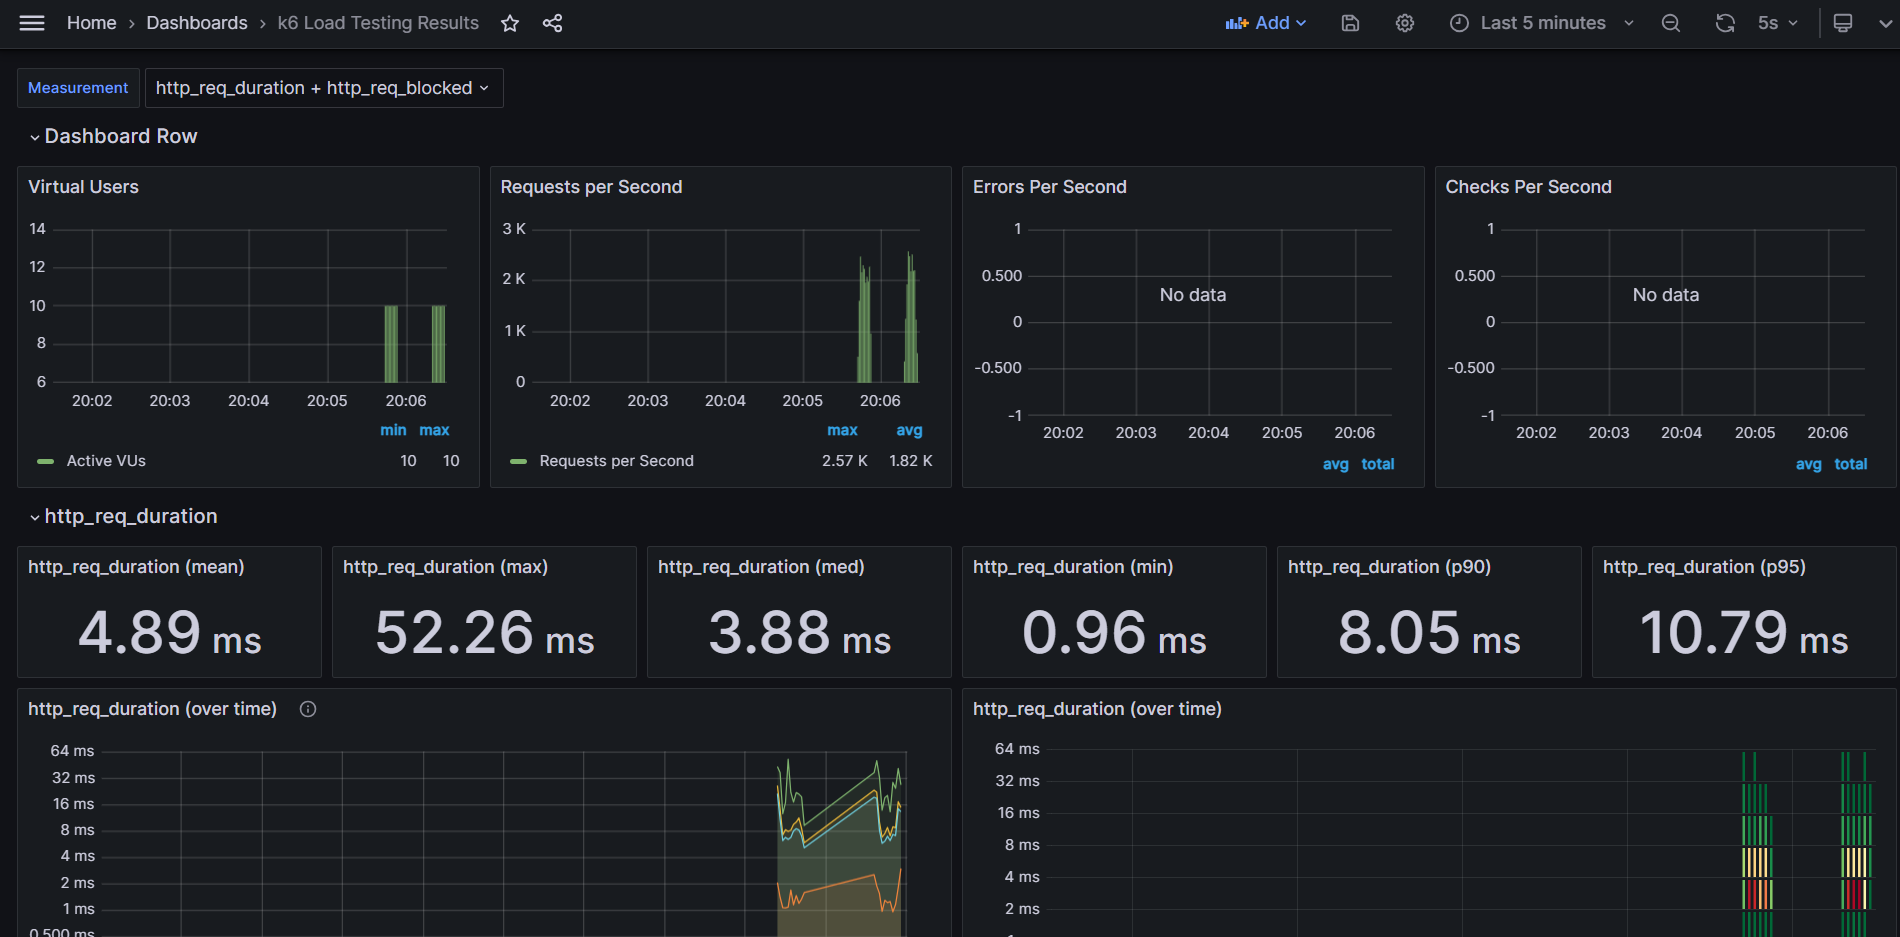 Home › Dashboards › k6 Load Testing Results
Add
Last 5 minutes
5s
Measurement
http_req_duration + http_req_blocked
Dashboard Row
Virtual Users
14
12
10
8
6
20:02 20:03 20:04 20:05 20:06
min max
Active VUs 10 10
Requests per Second
3 K
2 K
1 K
0
20:02 20:03 20:04 20:05 20:06
max avg
Requests per Second 2.57 K 1.82 K
Errors Per Second
1
0.500
0
-0.500
-1
No data
20:02 20:03 20:04 20:05 20:06
avg total
Checks Per Second
1
0.500
0
-0.500
-1
No data
20:02 20:03 20:04 20:05 20:06
avg total
http_req_duration
http_req_duration (mean)
4.89 ms
http_req_duration (max)
52.26 ms
http_req_duration (med)
3.88 ms
http_req_duration (min)
0.96 ms
http_req_duration (p90)
8.05 ms
http_req_duration (p95)
10.79 ms
http_req_duration (over time)
64 ms
32 ms
16 ms
8 ms
4 ms
2 ms
1 ms
0.500 ms
http_req_duration (over time)
64 ms
32 ms
16 ms
8 ms
4 ms
2 ms